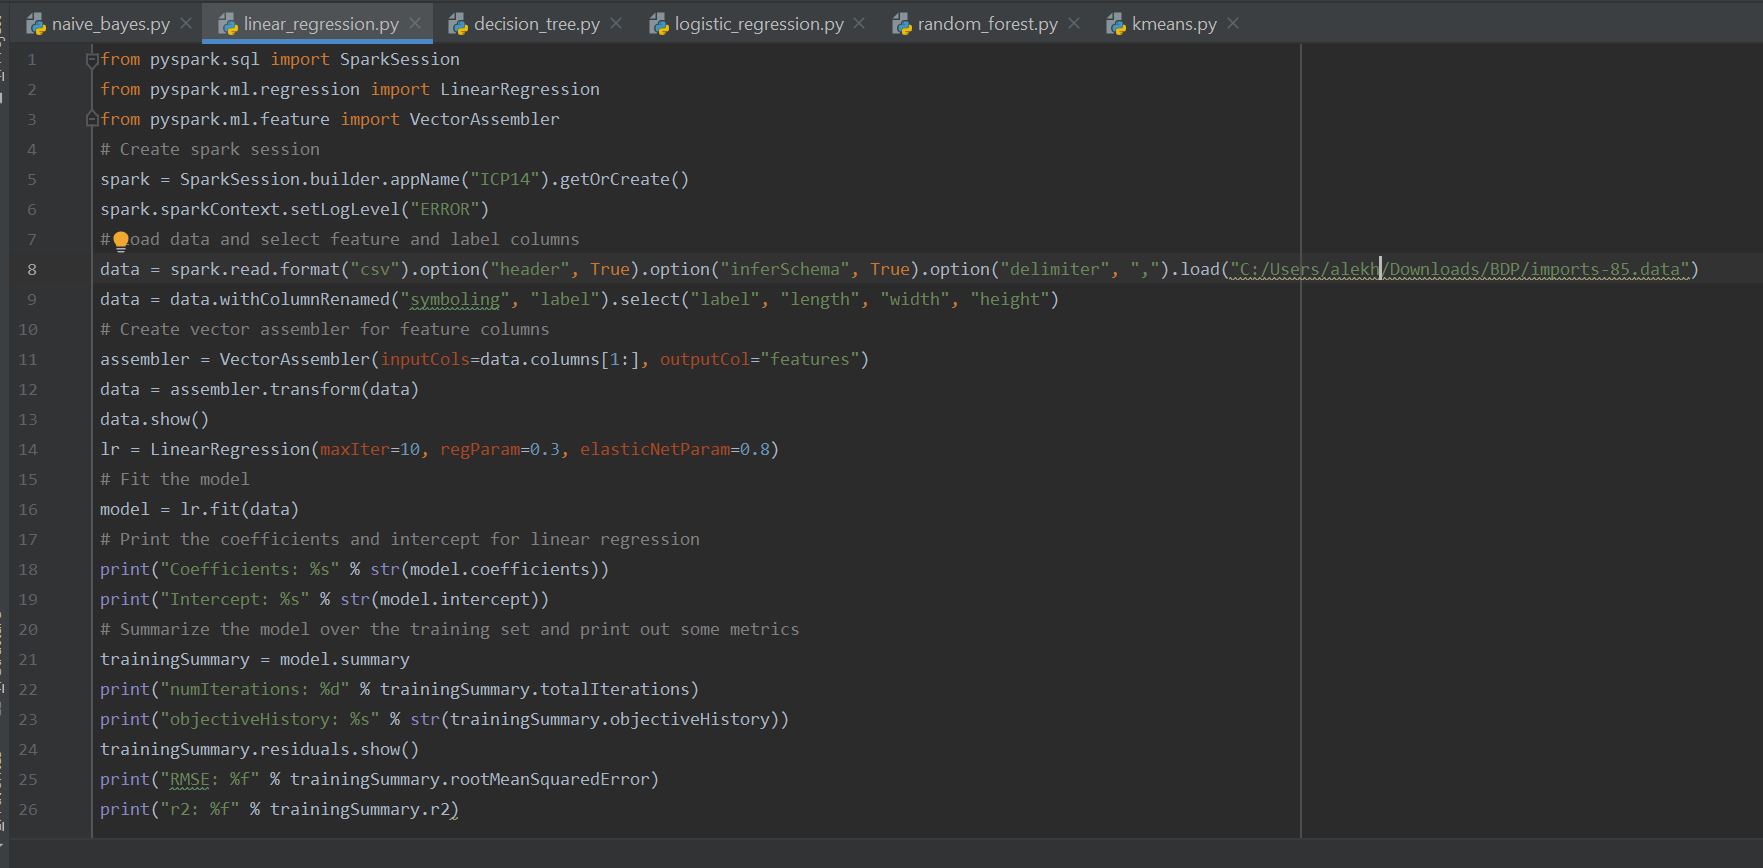 naive_bayes.py linear_regression.py decision_tree.py logistic_regression.py random_forest.py kmeans.py
1 from pyspark.sql import SparkSession
2 from pyspark.ml.regression import LinearRegression
3 from pyspark.ml.feature import VectorAssembler
4 # Create spark session
5 spark = SparkSession.builder.appName("ICP14").getOrCreate()
6 spark.sparkContext.setLogLevel("ERROR")
7 # oad data and select feature and label columns
8 data = spark.read.format("csv").option("header", True).option("inferSchema", True).option("delimiter", ",").load("C:/Users/alekh/Downloads/BDP/imports-85.data")
9 data = data.withColumnRenamed("symboling", "label").select("label", "length", "width", "height")
10 # Create vector assembler for feature columns
11 assembler = VectorAssembler(inputCols=data.columns[1:], outputCol="features")
12 data = assembler.transform(data)
13 data.show()
14 lr = LinearRegression(maxIter=10, regParam=0.3, elasticNetParam=0.8)
15 # Fit the model
16 model = lr.fit(data)
17 # Print the coefficients and intercept for linear regression
18 print("Coefficients: %s" % str(model.coefficients))
19 print("Intercept: %s" % str(model.intercept))
20 # Summarize the model over the training set and print out some metrics
21 trainingSummary = model.summary
22 print("numIterations: %d" % trainingSummary.totalIterations)
23 print("objectiveHistory: %s" % str(trainingSummary.objectiveHistory))
24 trainingSummary.residuals.show()
25 print("RMSE: %f" % trainingSummary.rootMeanSquaredError)
26 print("r2: %f" % trainingSummary.r2)